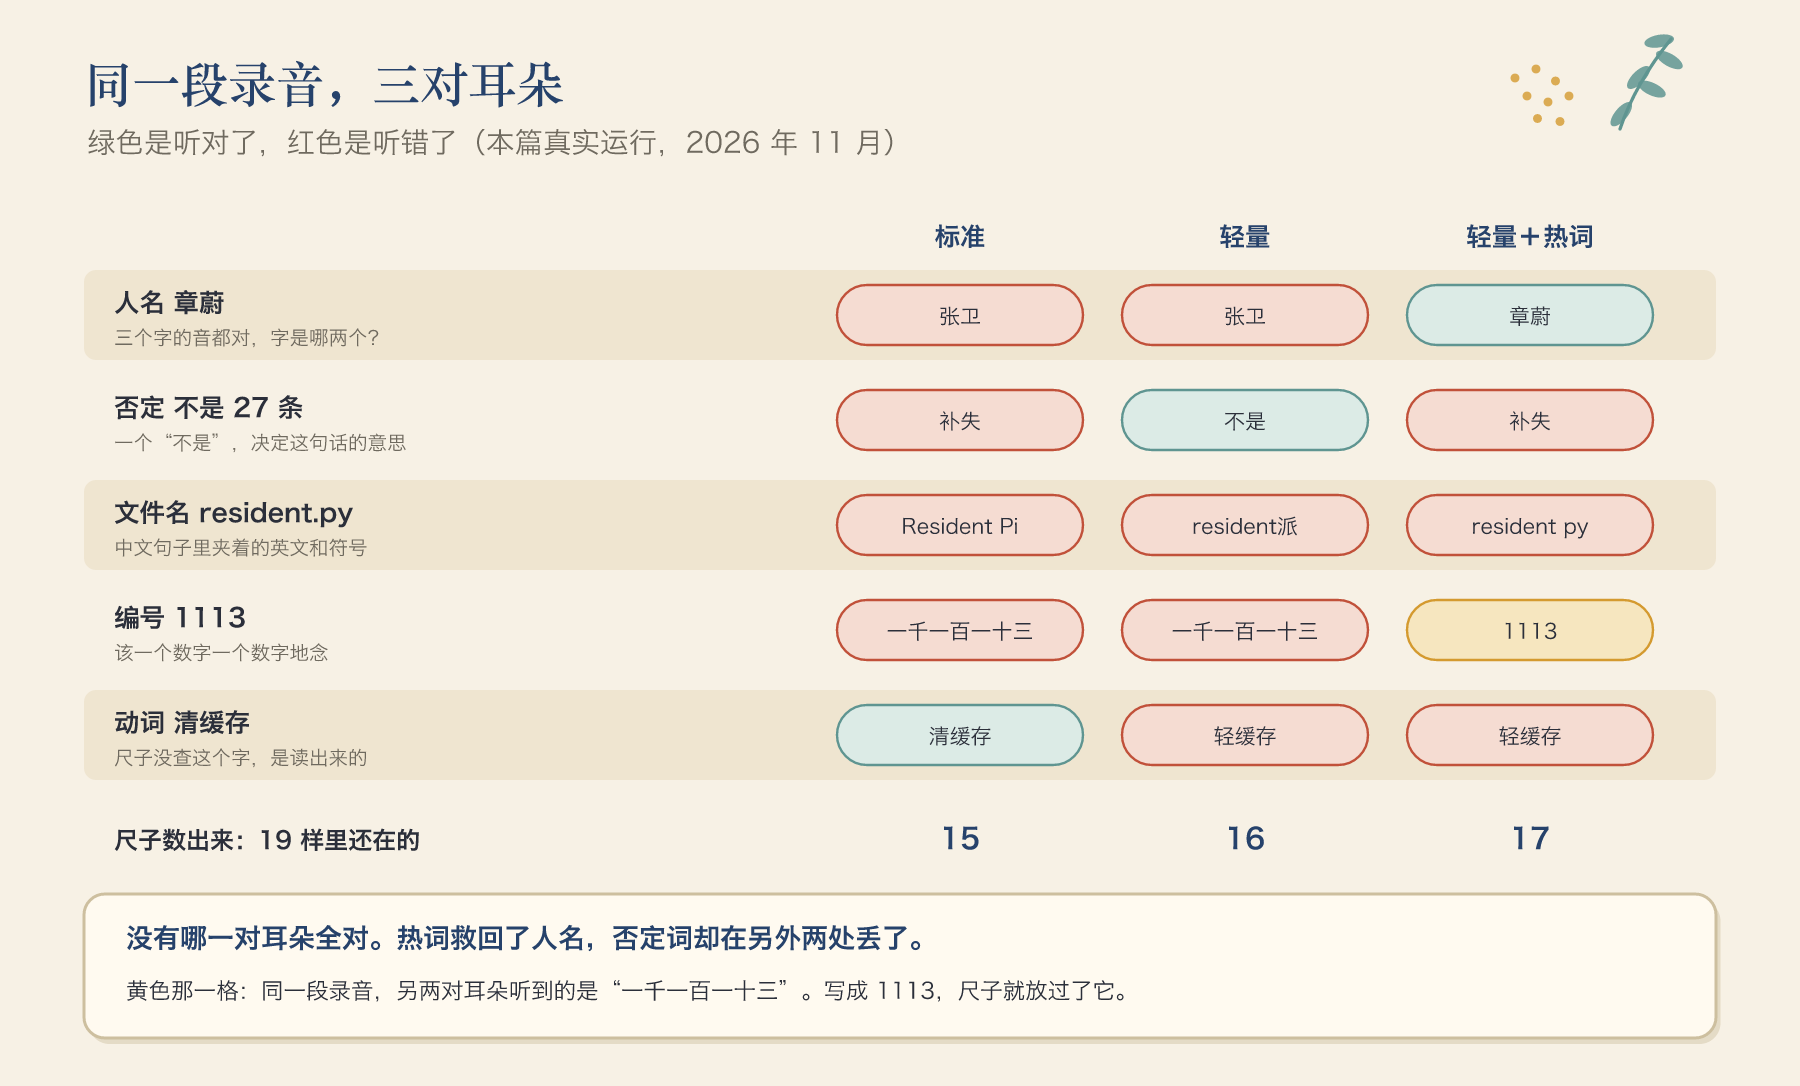 同一段录音，三对耳朵
绿色是听对了，红色是听错了（本篇真实运行，2026 年 11 月）
标准 轻量 轻量＋热词
人名 章蔚
三个字的音都对，字是哪两个？
张卫 张卫 章蔚
否定 不是 27 条
一个“不是”，决定这句话的意思
补失 不是 补失
文件名 resident.py
中文句子里夹着的英文和符号
Resident Pi resident派 resident py
编号 1113
该一个数字一个数字地念
一千一百一十三 一千一百一十三 1113
动词 清缓存
尺子没查这个字，是读出来的
清缓存 轻缓存 轻缓存
尺子数出来：19 样里还在的 15 16 17
没有哪一对耳朵全对。热词救回了人名，否定词却在另外两处丢了。
黄色那一格：同一段录音，另两对耳朵听到的是“一千一百一十三”。写成 1113，尺子就放过了它。